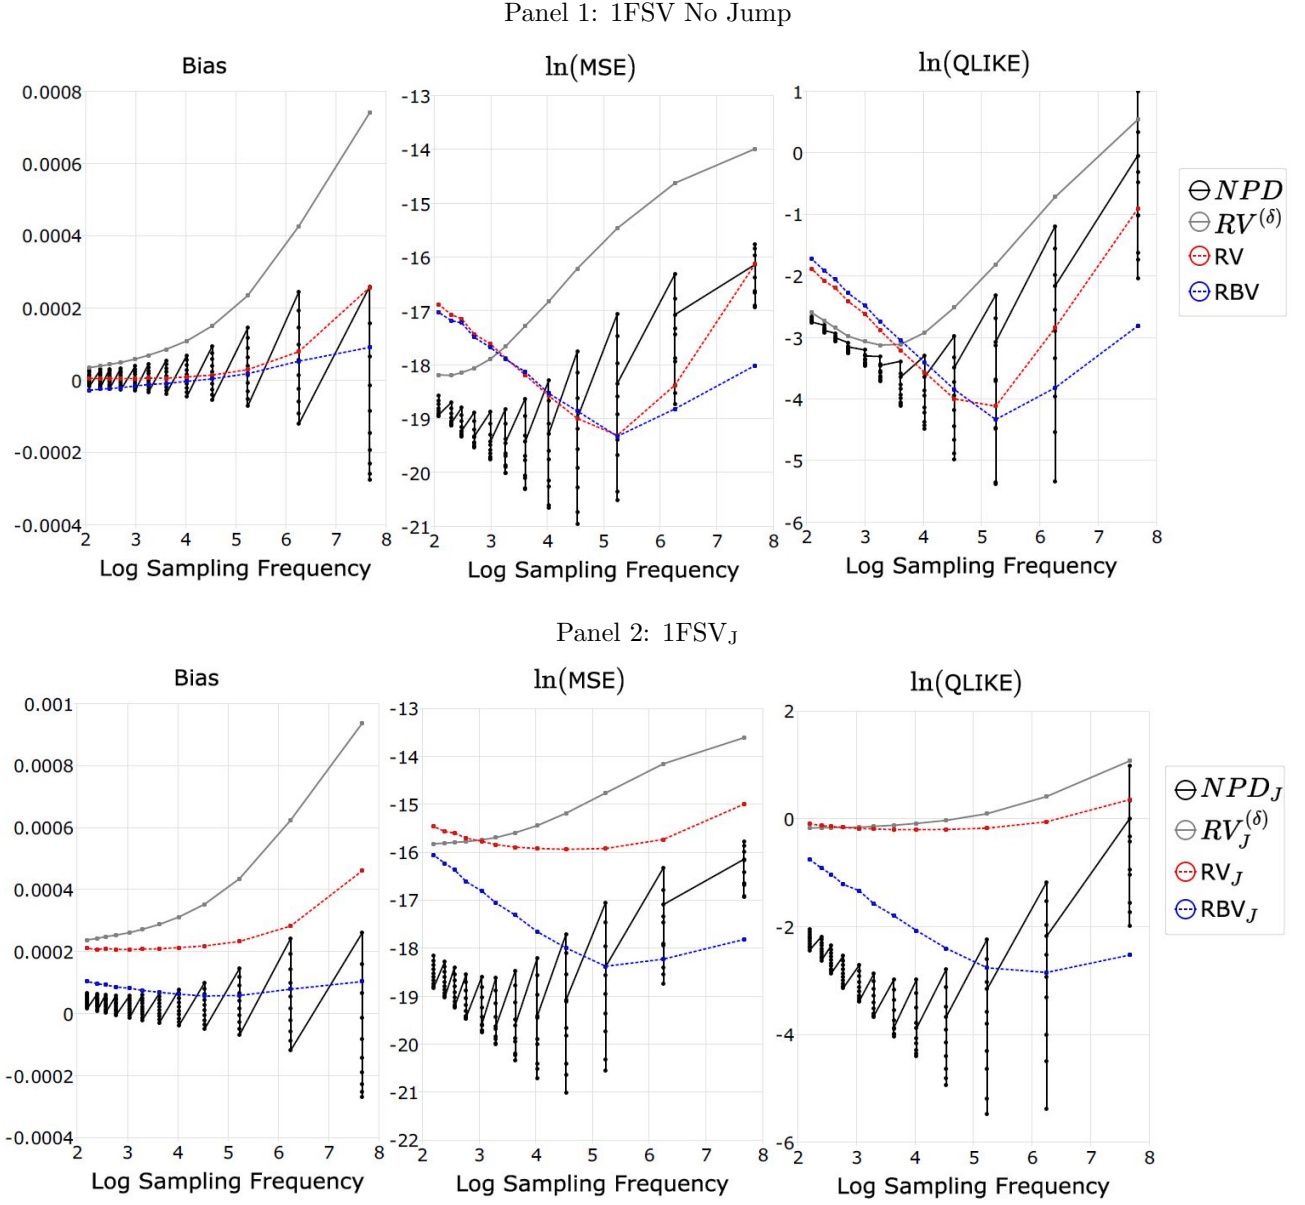 Panel 1: 1FSV No Jump
Bias
ln(MSE)
ln(QLIKE)
0.0008
0.0006
0.0004
0.0002
0
-0.0002
-0.0004
2 3 4 5 6 7 8
Log Sampling Frequency
-13
-14
-15
-16
-17
-18
-19
-20
-21
2 3 4 5 6 7 8
Log Sampling Frequency
1
0
-1
-2
-3
-4
-5
-6
2 3 4 5 6 7 8
Log Sampling Frequency
NPD
RV^{(δ)}
RV
RBV
Panel 2: 1FSV_J
Bias
ln(MSE)
ln(QLIKE)
0.001
0.0008
0.0006
0.0004
0.0002
0
-0.0002
-0.0004
2 3 4 5 6 7 8
Log Sampling Frequency
-13
-14
-15
-16
-17
-18
-19
-20
-21
-22
2 3 4 5 6 7 8
Log Sampling Frequency
2
0
-2
-4
-6
2 3 4 5 6 7 8
Log Sampling Frequency
NPD_J
RV_J^{(δ)}
RV_J
RBV_J